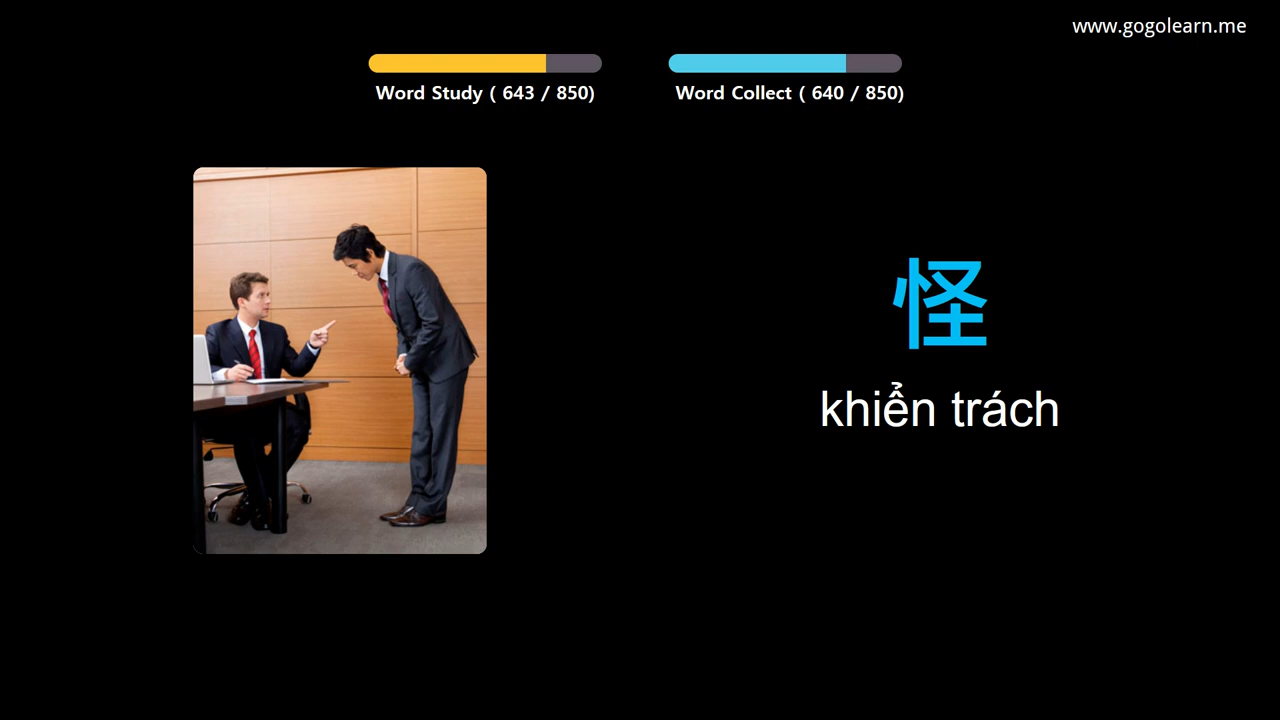 www.gogolearn.me
Word Study ( 643 / 850)
Word Collect ( 640 / 850)
怪
khiển trách